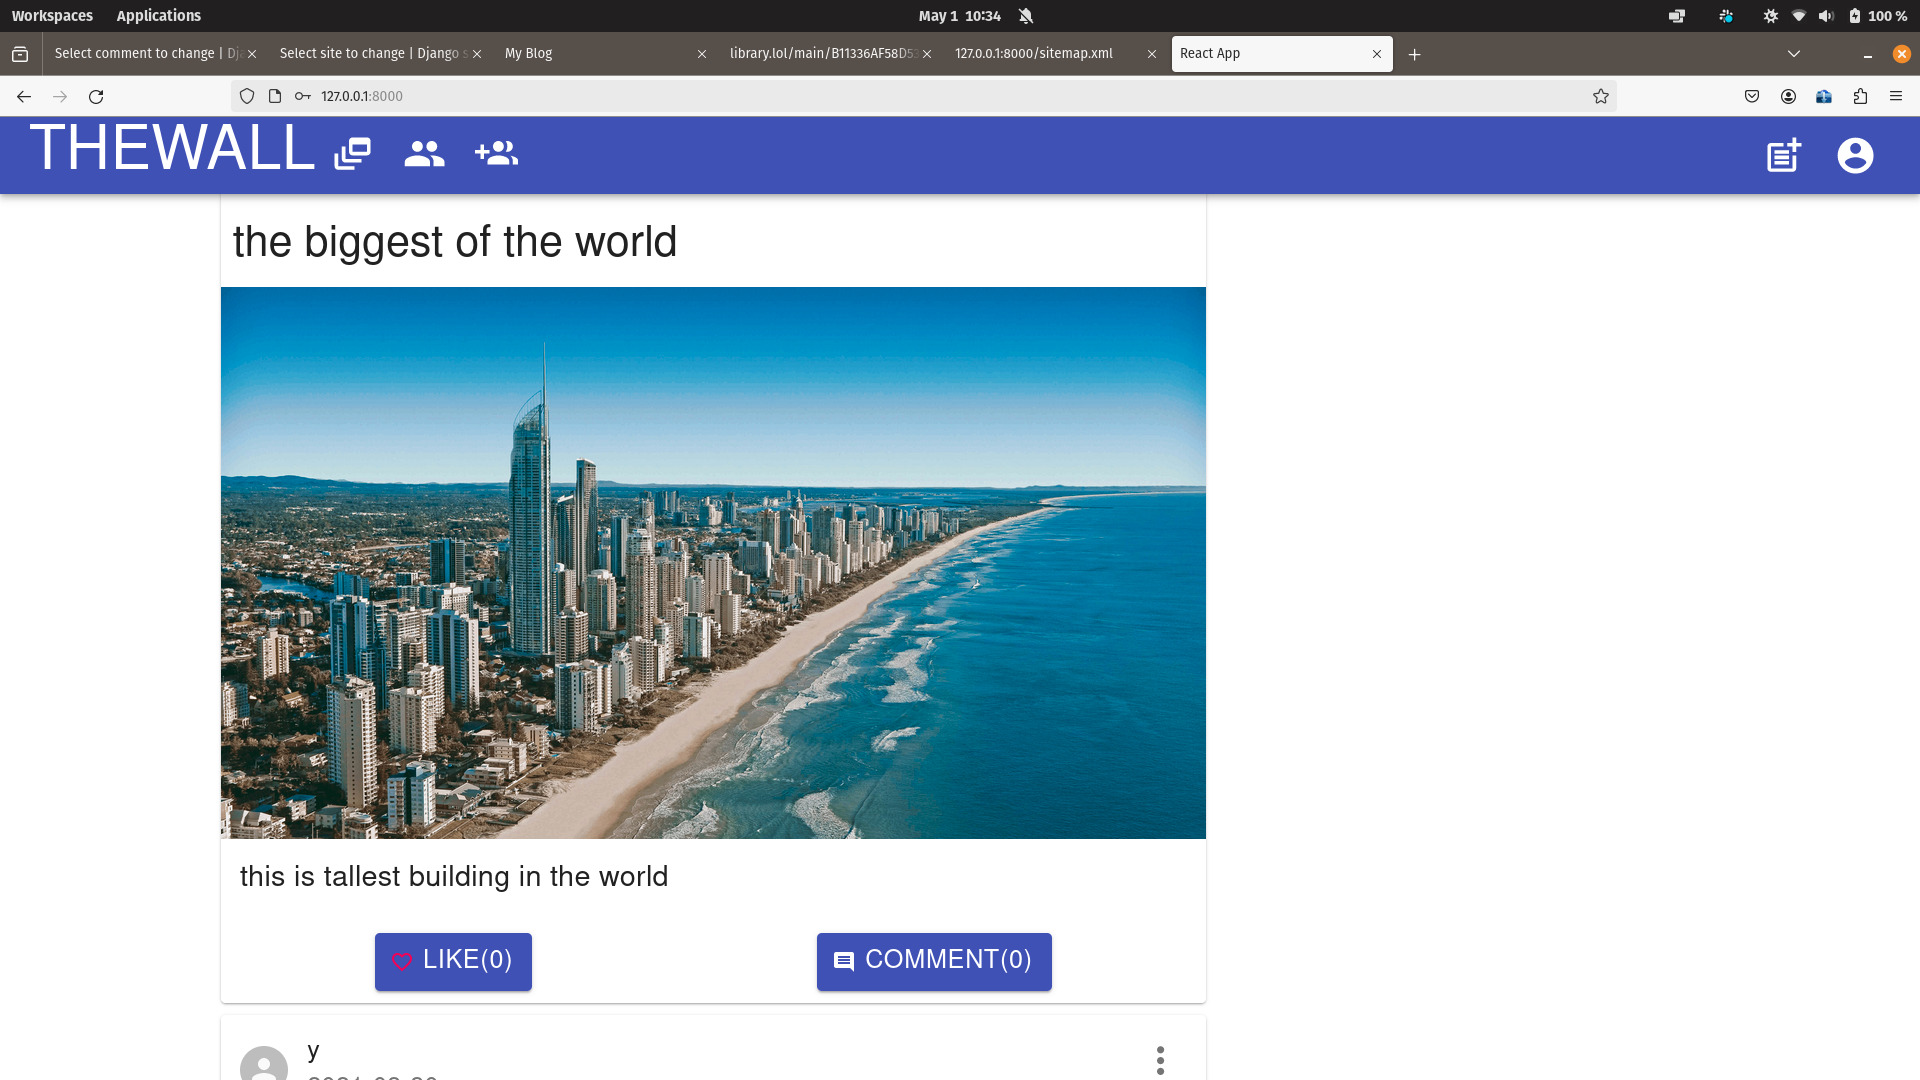 Workspaces Applications May 1 10:34 100 %
Select comment to change | Dj Select site to change | Django s My Blog library.lol/main/B11336AF58D53 127.0.0.1:8000/sitemap.xml React App
127.0.0.1:8000
THEWALL
the biggest of the world
this is tallest building in the world
LIKE(0) COMMENT(0)
y